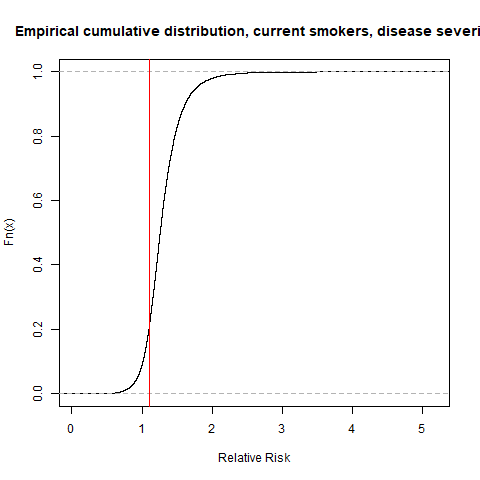 Empirical cumulative distribution, current smokers, disease severi
1.0
0.8
0.6
0.4
0.2
0.0
Fn(x)
0 1 2 3 4 5
Relative Risk